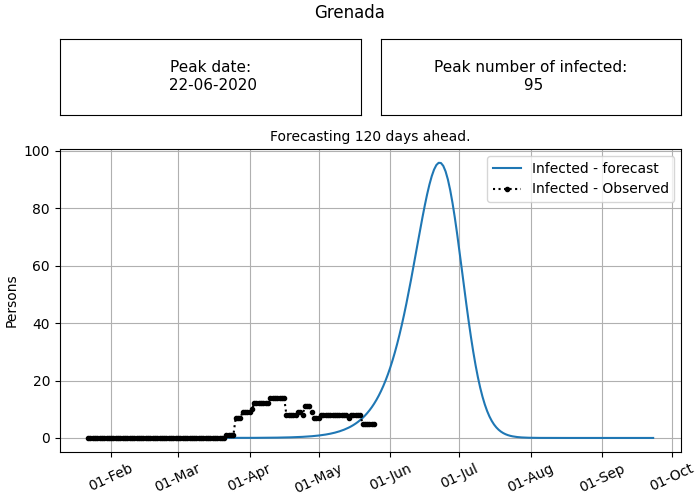 Grenada
Peak date:
22-06-2020
Peak number of infected:
95
Forecasting 120 days ahead.
Infected - forecast
Infected - Observed
Persons
100
80
60
40
20
0
01-Feb
01-Mar
01-Apr
01-May
01-Jun
01-Jul
01-Aug
01-Sep
01-Oct